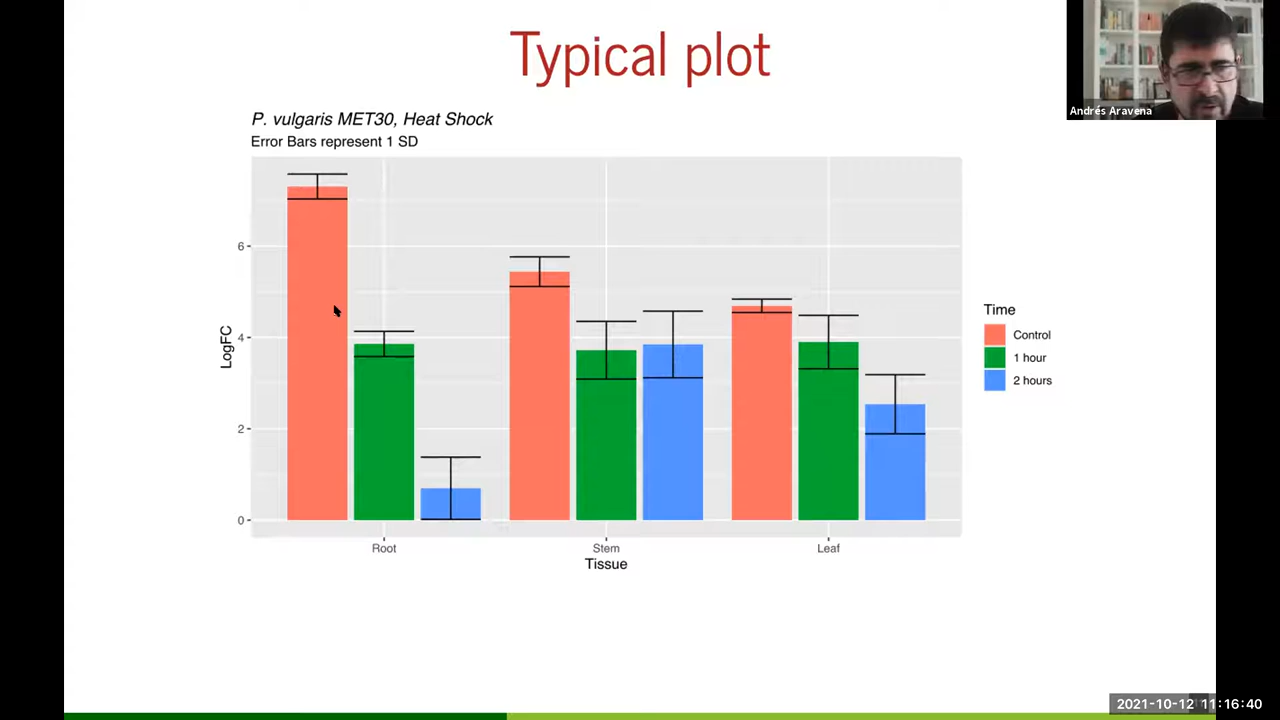 Typical plot
Andrés Aravena
P. vulgaris MET30, Heat Shock
Error Bars represent 1 SD
6
4
2
0
LogFC
Root
Stem
Leaf
Tissue
Time
Control
1 hour
2 hours
2021-10-12 11:16:40